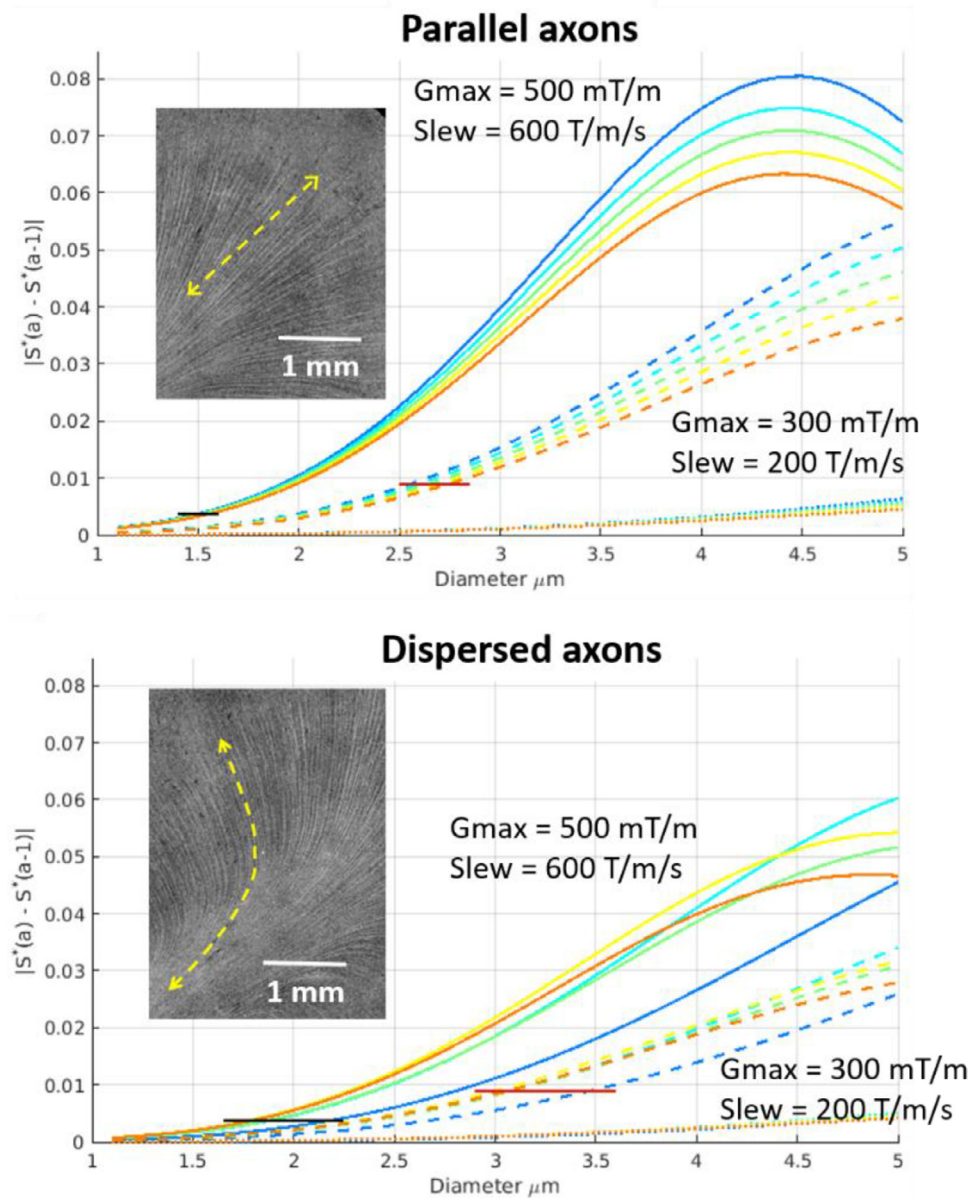 Parallel axons
0.08
0.07
0.06
0.05
0.04
0.03
0.02
0.01
0
|S*(a) - S*(a-1)|
Gmax = 500 mT/m
Slew = 600 T/m/s
1 mm
Gmax = 300 mT/m
Slew = 200 T/m/s
1 1.5 2 2.5 3 3.5 4 4.5 5
Diameter μm
Dispersed axons
0.08
0.07
0.06
0.05
0.04
0.03
0.02
0.01
0
|S*(a) - S*(a-1)|
Gmax = 500 mT/m
Slew = 600 T/m/s
1 mm
Gmax = 300 mT/m
Slew = 200 T/m/s
1 1.5 2 2.5 3 3.5 4 4.5 5
Diameter μm